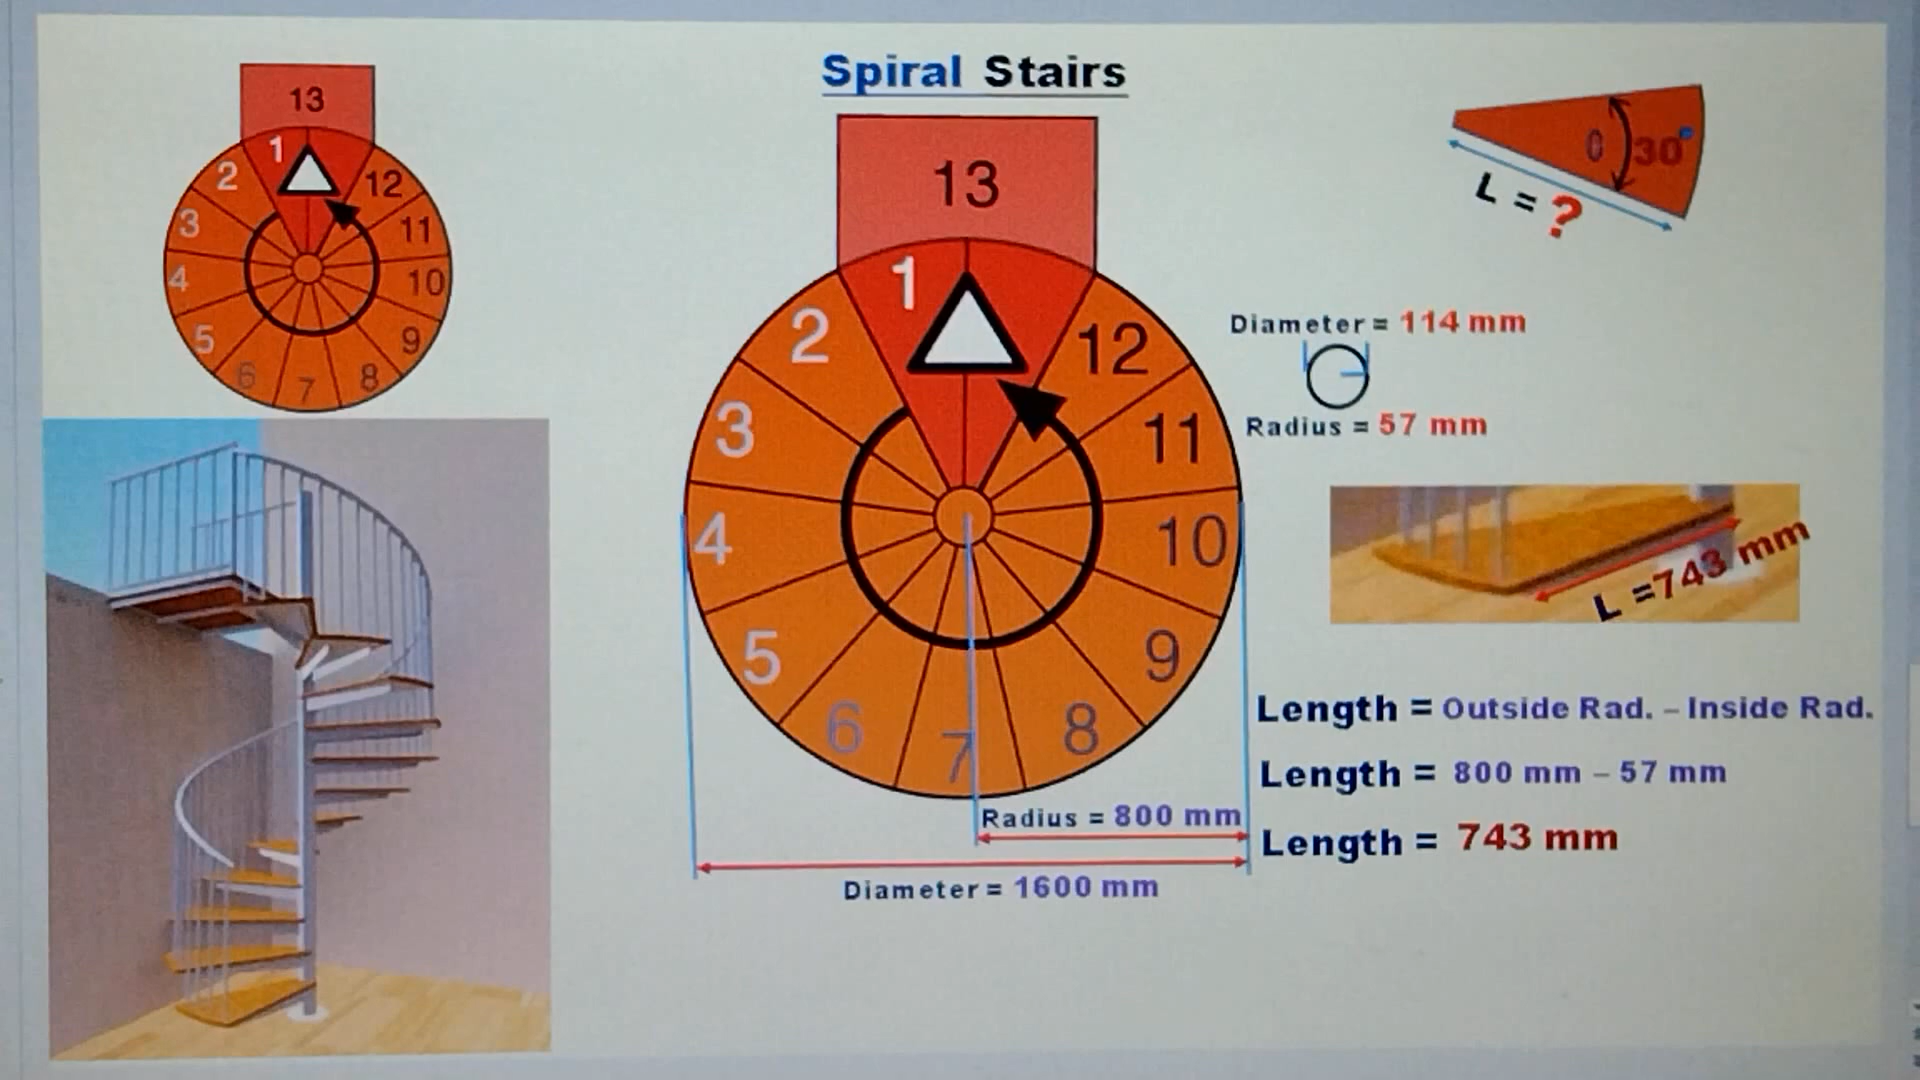 Spiral Stairs
13
1
2
3
4
5
6
7
8
9
10
11
12
13
1
2
3
4
5
6
7
8
9
10
11
12
θ 30°
L = ?
Diameter = 114 mm
Radius = 57 mm
L =743 mm
Length = Outside Rad. – Inside Rad.
Length = 800 mm – 57 mm
Length = 743 mm
Radius = 800 mm
Diameter = 1600 mm